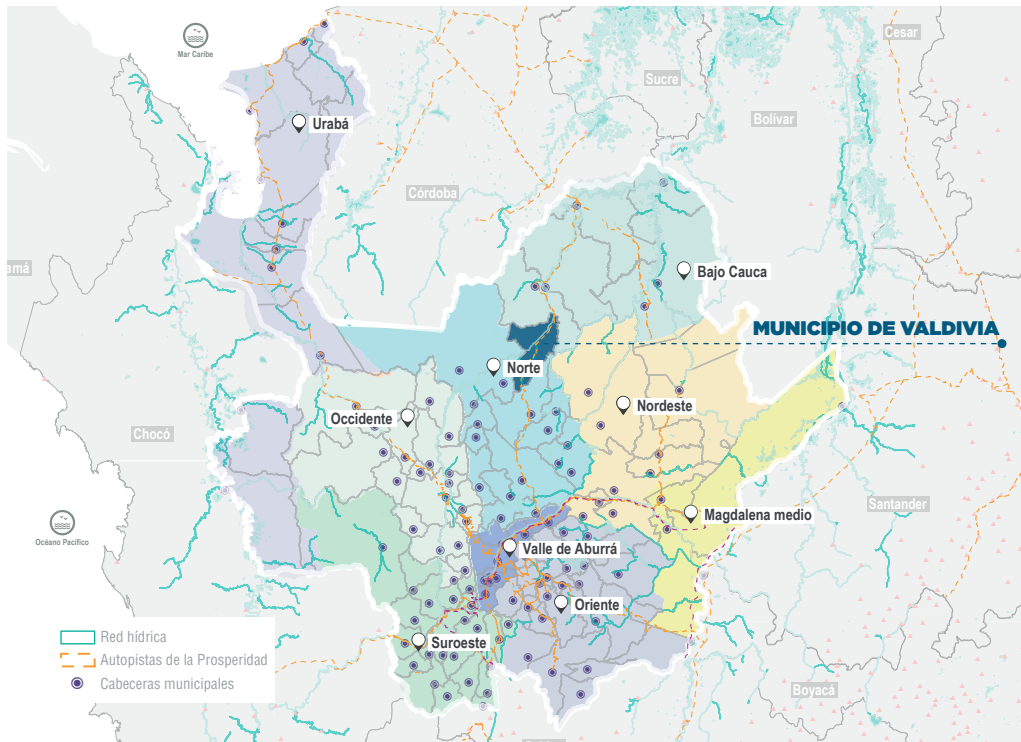 Mar Caribe
Cesar
Sucre
Bolívar
Urabá
Córdoba
amá
Bajo Cauca
MUNICIPIO DE VALDIVIA
Norte
Nordeste
Occidente
Chocó
Santander
Magdalena medio
Océano Pacífico
Valle de Aburrá
Oriente
Suroeste
Boyacá
Red hídrica
Autopistas de la Prosperidad
Cabeceras municipales